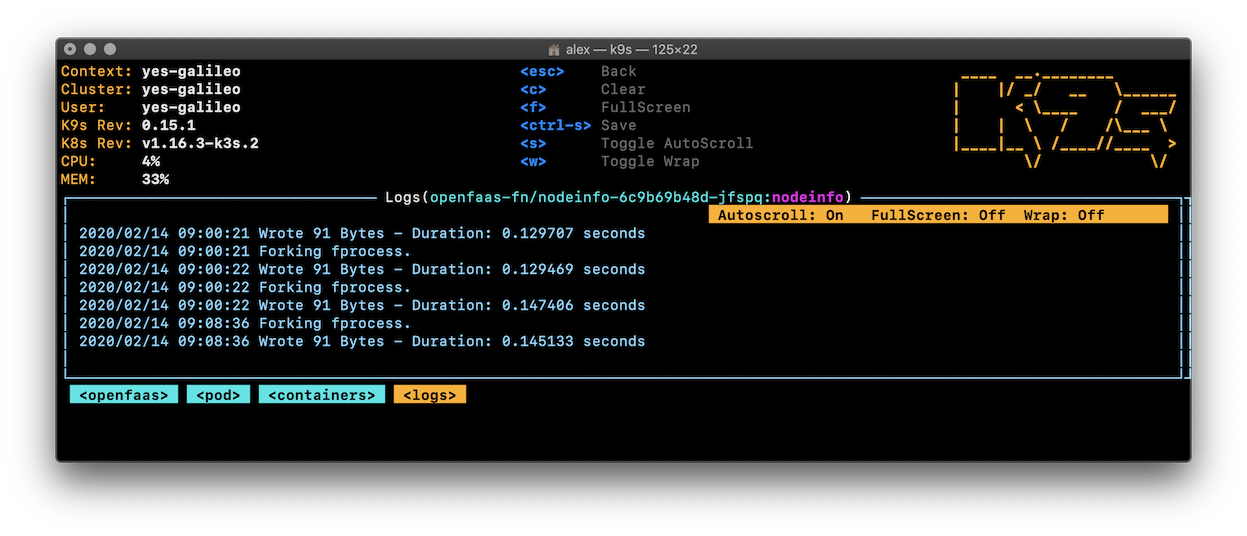 alex — k9s — 125×22
Context: yes-galileo <esc> Back
Cluster: yes-galileo <c> Clear
User: yes-galileo <f> FullScreen
K9s Rev: 0.15.1 <ctrl-s> Save
K8s Rev: v1.16.3-k3s.2 <s> Toggle AutoScroll
CPU: 4% <w> Toggle Wrap
MEM: 33%
K9s
Logs(openfaas-fn/nodeinfo-6c9b69b48d-jfspq:nodeinfo)
Autoscroll: On FullScreen: Off Wrap: Off
2020/02/14 09:00:21 Wrote 91 Bytes - Duration: 0.129707 seconds
2020/02/14 09:00:21 Forking fprocess.
2020/02/14 09:00:22 Wrote 91 Bytes - Duration: 0.129469 seconds
2020/02/14 09:00:22 Forking fprocess.
2020/02/14 09:00:22 Wrote 91 Bytes - Duration: 0.147406 seconds
2020/02/14 09:08:36 Forking fprocess.
2020/02/14 09:08:36 Wrote 91 Bytes - Duration: 0.145133 seconds
<openfaas> <pod> <containers> <logs>